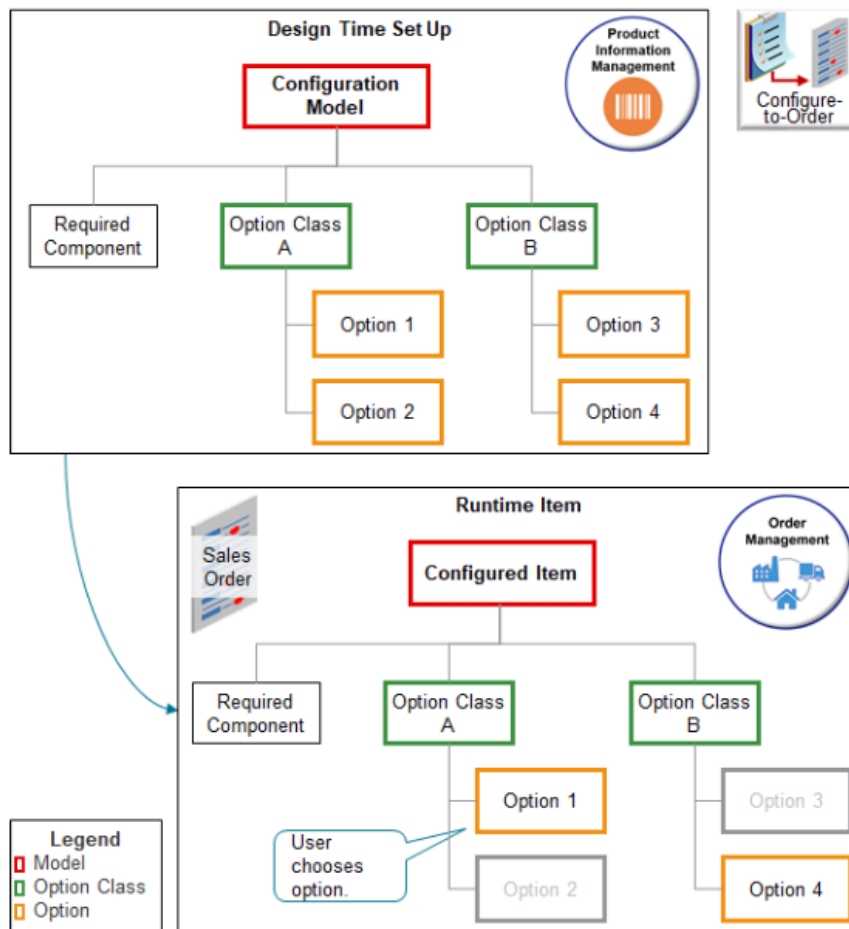 Design Time Set Up
Product
Information
Management
Configure-
to-Order
Configuration
Model
Required
Component
Option Class
A
Option Class
B
Option 1
Option 3
Option 2
Option 4
Runtime Item
Sales
Order
Order
Management
Configured Item
Required
Component
Option Class
A
Option Class
B
Option 1
Option 3
User
chooses
option.
Option 2
Option 4
Legend
Model
Option Class
Option